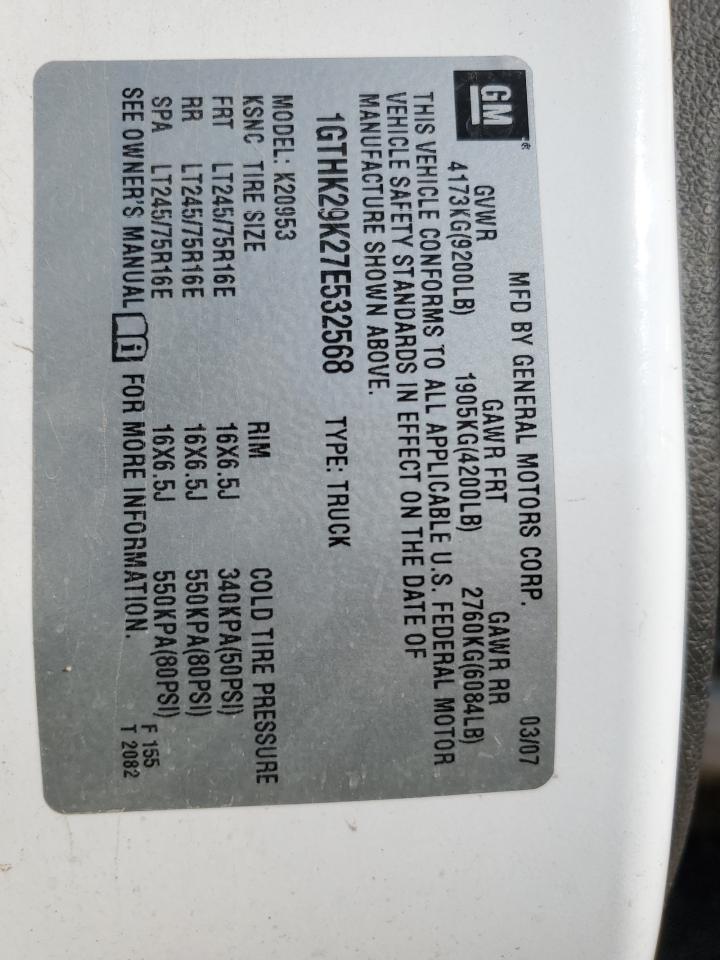 GM
MFD BY GENERAL MOTORS CORP. 03/07
GVWR GAWR FRT GAWR RR
4173KG(9200LB) 1905KG(4200LB) 2760KG(6084LB)
THIS VEHICLE CONFORMS TO ALL APPLICABLE U.S. FEDERAL MOTOR
VEHICLE SAFETY STANDARDS IN EFFECT ON THE DATE OF
MANUFACTURE SHOWN ABOVE.
1GTHK29K27E532568 TYPE: TRUCK
MODEL: K20953
KSNC TIRE SIZE RIM COLD TIRE PRESSURE
FRT LT245/75R16E 16X6.5J 340KPA(50PSI)
RR LT245/75R16E 16X6.5J 550KPA(80PSI)
SPA LT245/75R16E 16X6.5J 550KPA(80PSI)
SEE OWNER'S MANUAL i FOR MORE INFORMATION.
F 155
T 2082